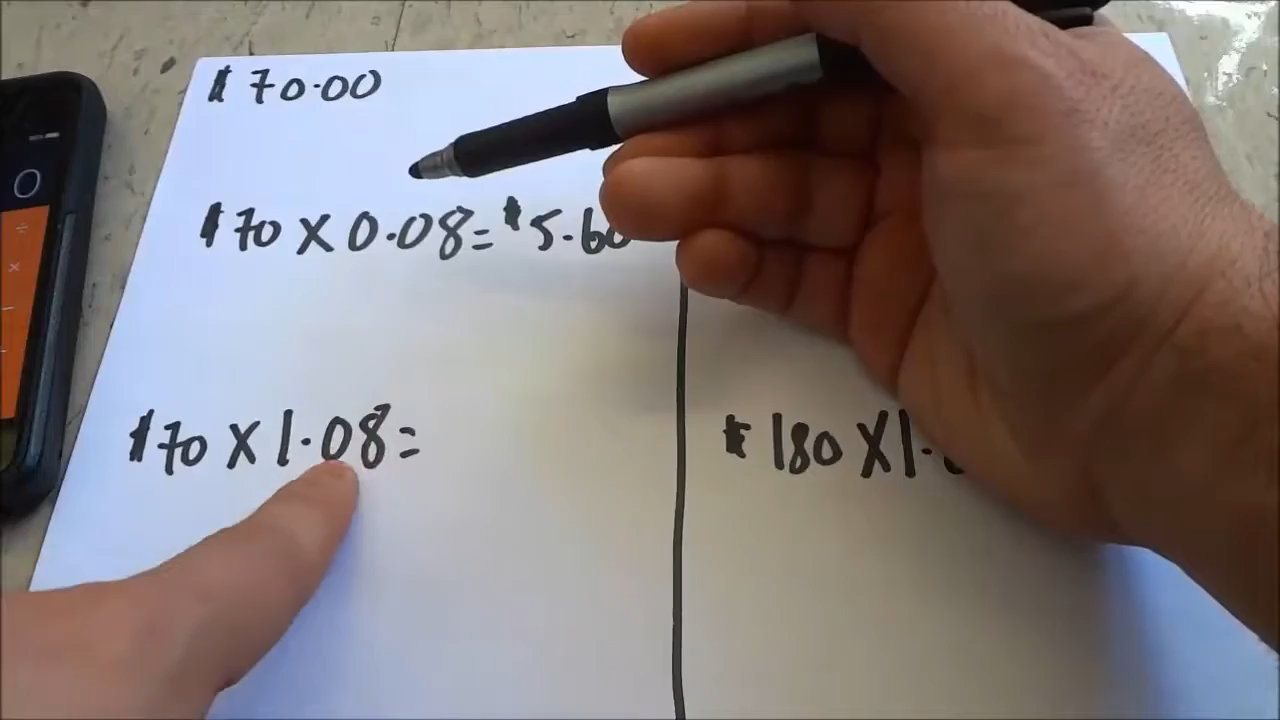 $ 70.00
$70 X 0.08= $5.60
$70 X 1.08=
$ 180 X 1.